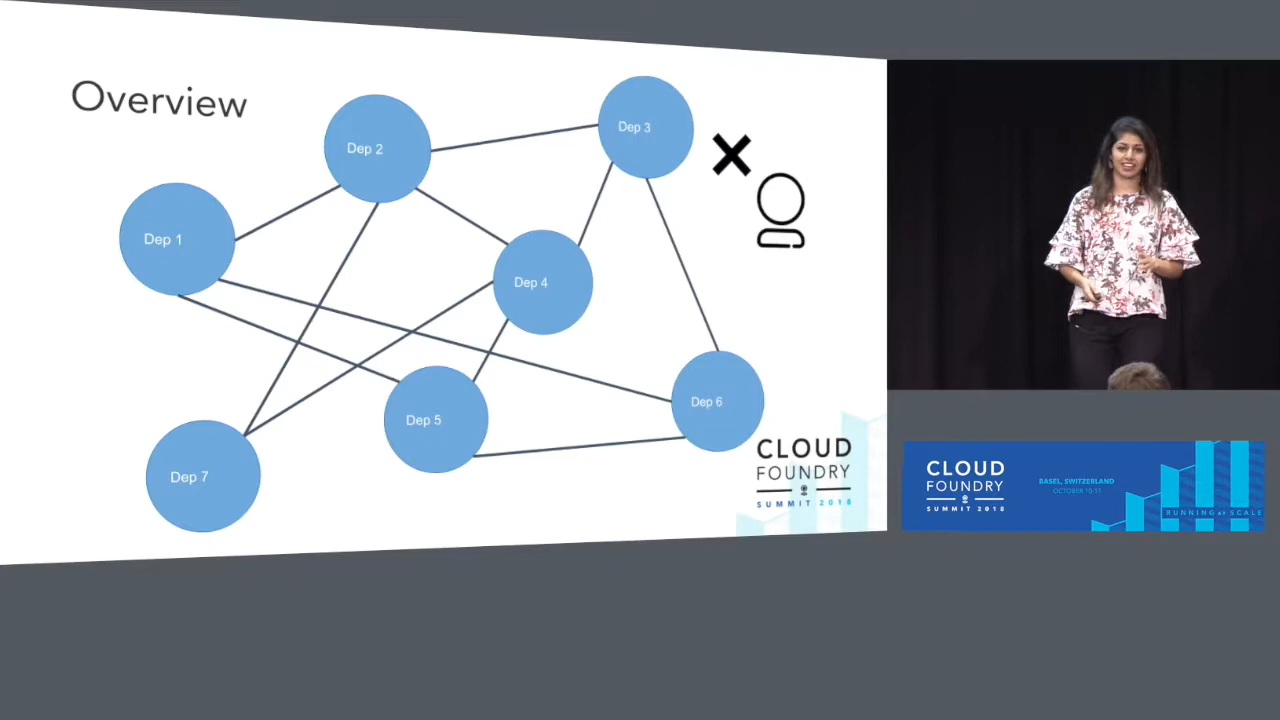 Overview
Dep 1
Dep 2
Dep 3
Dep 4
Dep 5
Dep 6
Dep 7
CLOUD
FOUNDRY
SUMMIT 2018
CLOUD
FOUNDRY
SUMMIT 2018
BASEL, SWITZERLAND
OCTOBER 10-11
RUNNING AT SCALE